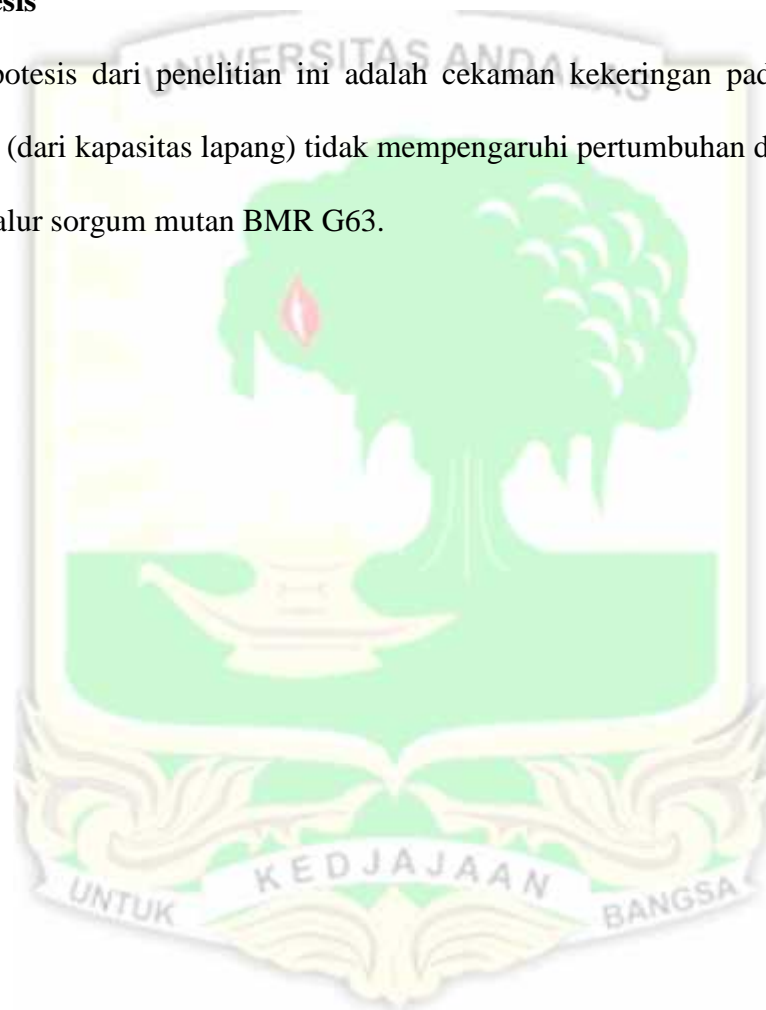 esis
UNIVERSITAS ANDALAS
potesis dari penelitian ini adalah cekaman kekeringan pad
(dari kapasitas lapang) tidak mempengaruhi pertumbuhan d
alur sorgum mutan BMR G63.
UNTUK KEDJAJAAN BANGSA